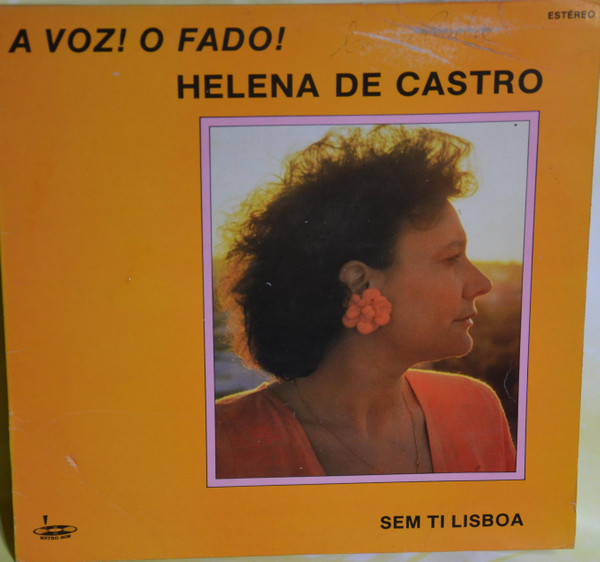 ESTÉREO
A VOZ! O FADO!
HELENA DE CASTRO
SEM TI LISBOA